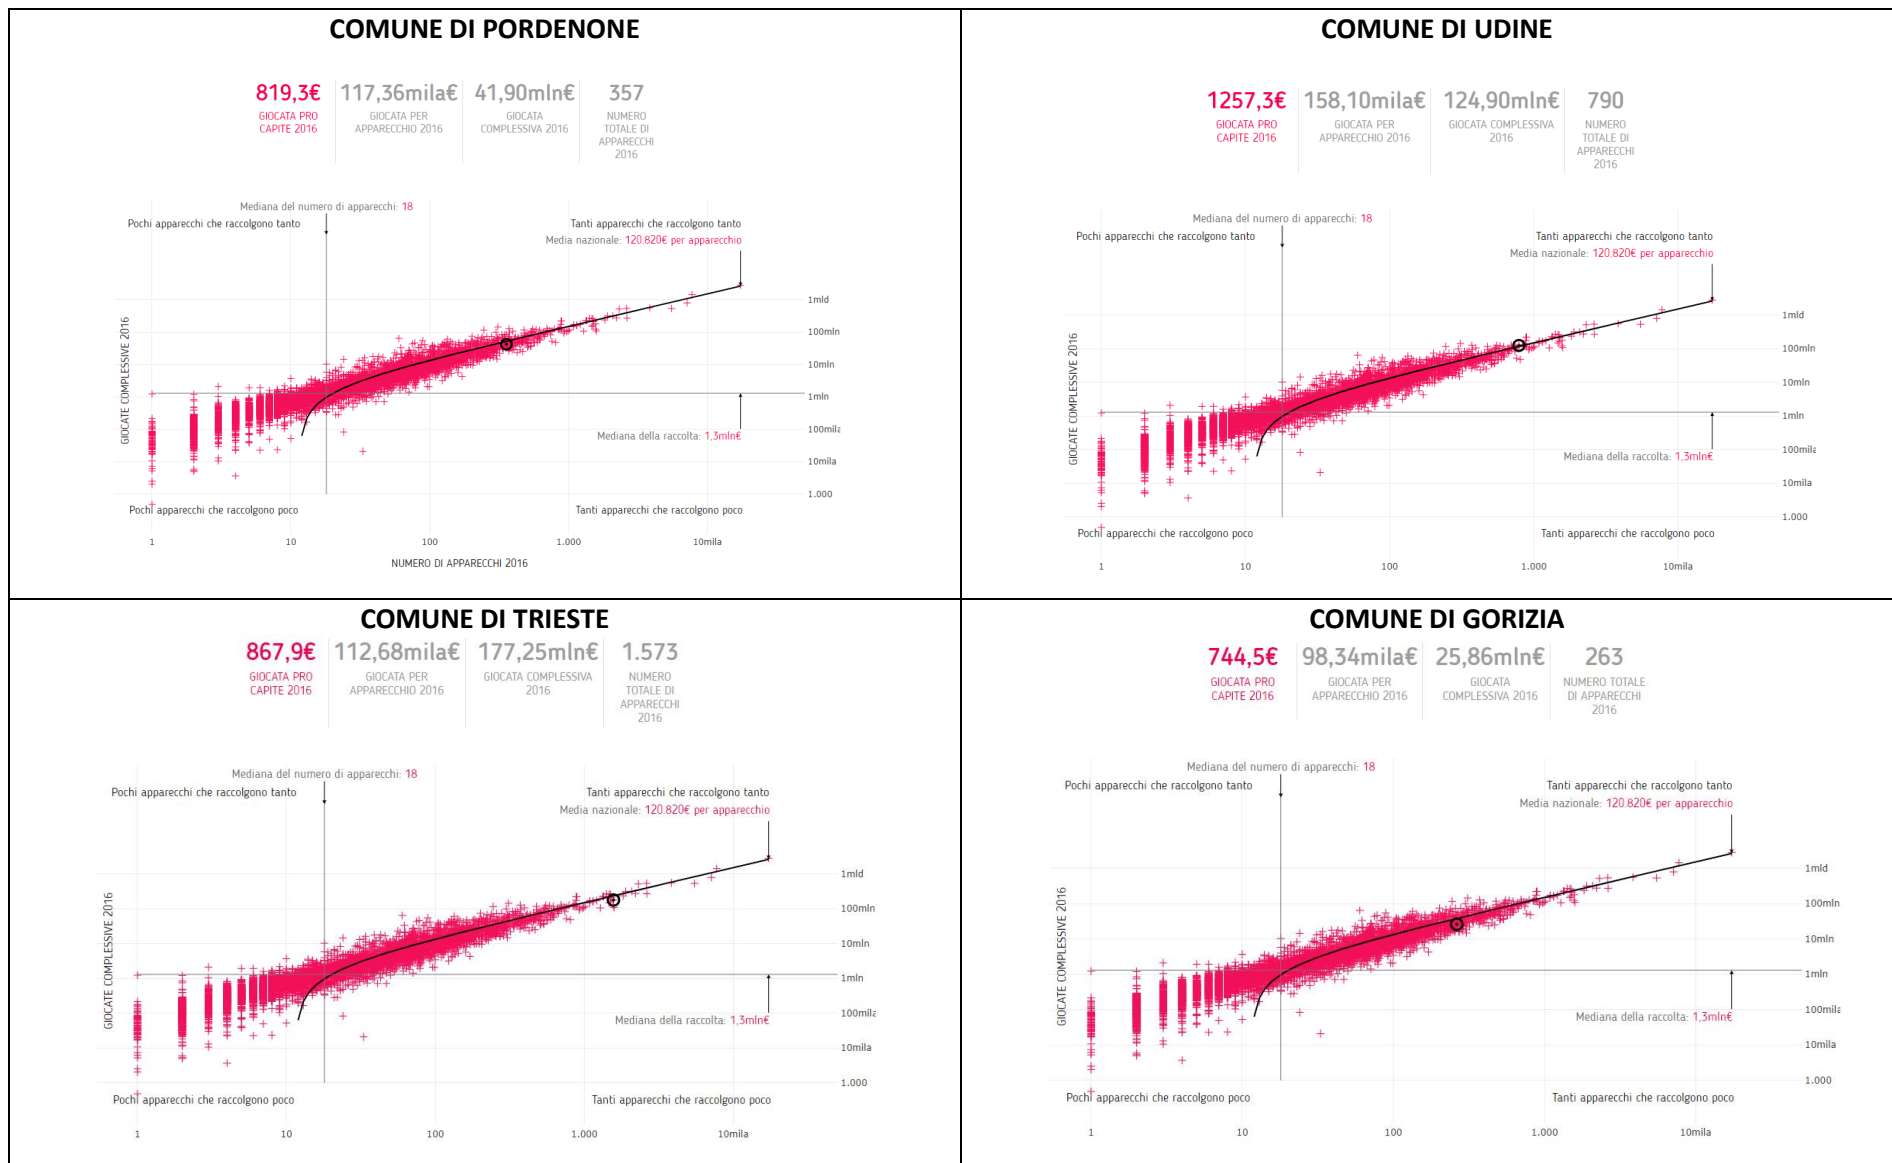 COMUNE DI PORDENONE
819,3€ 117,36mila€ 41,90mln€ 357
GIOCATA PRO GIOCATA PER GIOCATA NUMERO
CAPITE 2016 APPARECCHIO 2016 COMPLESSIVA 2016 TOTALE DI
APPARECCHI
2016
Mediana del numero di apparecchi: 18
Pochi apparecchi che raccolgono tanto Tanti apparecchi che raccolgono tanto
Media nazionale: 120.820€ per apparecchio
1mld
100mln
10mln
1mln
100mila
10mila
1.000
GIOCATE COMPLESSIVE 2016
Mediana della raccolta: 1,3mln€
Pochi apparecchi che raccolgono poco Tanti apparecchi che raccolgono poco
1 10 100 1.000 10mila
NUMERO DI APPARECCHI 2016
COMUNE DI UDINE
1257,3€ 158,10mila€ 124,90mln€ 790
GIOCATA PRO GIOCATA PER GIOCATA COMPLESSIVA NUMERO
CAPITE 2016 APPARECCHIO 2016 2016 TOTALE DI
APPARECCHI
2016
Mediana del numero di apparecchi: 18
Pochi apparecchi che raccolgono tanto Tanti apparecchi che raccolgono tanto
Media nazionale: 120.820€ per apparecchio
1mld
100mln
10mln
1mln
100mila
10mila
1.000
GIOCATE COMPLESSIVE 2016
Mediana della raccolta: 1,3mln€
Pochi apparecchi che raccolgono poco Tanti apparecchi che raccolgono poco
1 10 100 1.000 10mila
COMUNE DI TRIESTE
867,9€ 112,68mila€ 177,25mln€ 1.573
GIOCATA PRO GIOCATA PER GIOCATA COMPLESSIVA NUMERO
CAPITE 2016 APPARECCHIO 2016 2016 TOTALE DI
APPARECCHI
2016
Mediana del numero di apparecchi: 18
Pochi apparecchi che raccolgono tanto Tanti apparecchi che raccolgono tanto
Media nazionale: 120.820€ per apparecchio
1mld
100mln
10mln
1mln
100mila
10mila
1.000
GIOCATE COMPLESSIVE 2016
Mediana della raccolta: 1,3mln€
Pochi apparecchi che raccolgono poco Tanti apparecchi che raccolgono poco
1 10 100 1.000 10mila
COMUNE DI GORIZIA
744,5€ 98,34mila€ 25,86mln€ 263
GIOCATA PRO GIOCATA PER GIOCATA NUMERO TOTALE
CAPITE 2016 APPARECCHIO 2016 COMPLESSIVA 2016 DI APPARECCHI
2016
Mediana del numero di apparecchi: 18
Pochi apparecchi che raccolgono tanto Tanti apparecchi che raccolgono tanto
Media nazionale: 120.820€ per apparecchio
1mld
100mln
10mln
1mln
100mila
10mila
1.000
GIOCATE COMPLESSIVE 2016
Mediana della raccolta: 1,3mln€
Pochi apparecchi che raccolgono poco Tanti apparecchi che raccolgono poco
1 10 100 1.000 10mila